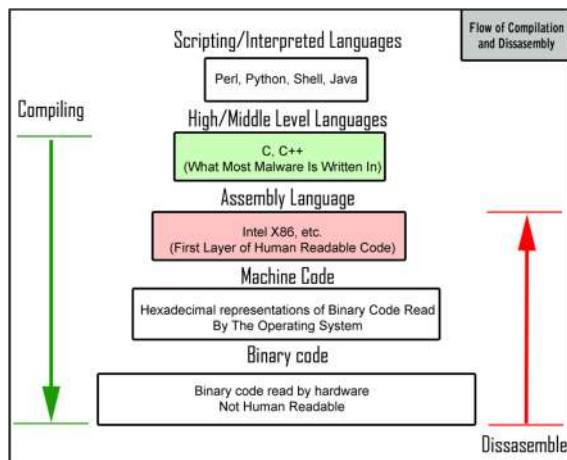 Flow of Compilation
and Dissasembly
Scripting/Interpreted Languages
Perl, Python, Shell, Java
Compiling
High/Middle Level Languages
C, C++
(What Most Malware Is Written In)
Assembly Language
Intel X86, etc.
(First Layer of Human Readable Code)
Machine Code
Hexadecimal representations of Binary Code Read
By The Operating System
Binary code
Binary code read by hardware
Not Human Readable
Dissasemble